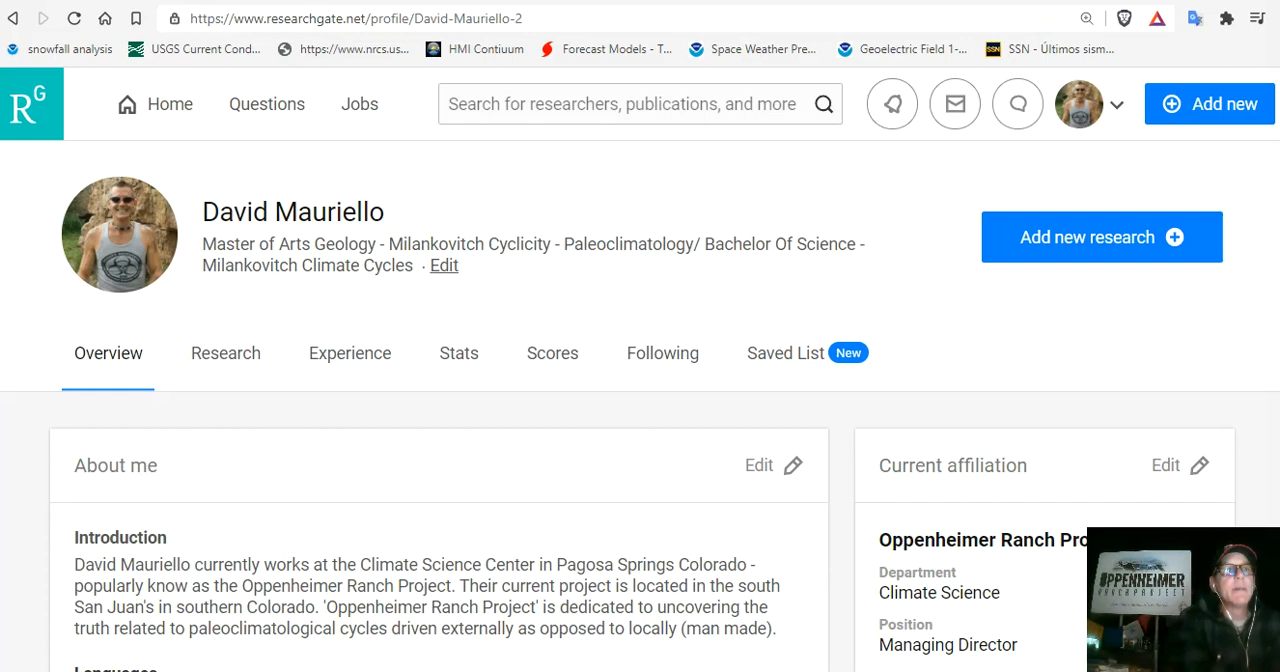 https://www.researchgate.net/profile/David-Mauriello-2
snowfall analysis USGS Current Cond... https://www.nrcs.us... HMI Contiuum Forecast Models - T... Space Weather Pre... Geoelectric Field 1-... SSN SSN - Últimos sism...
RG Home Questions Jobs Search for researchers, publications, and more Add new
David Mauriello
Master of Arts Geology - Milankovitch Cyclicity - Paleoclimatology/ Bachelor Of Science -
Milankovitch Climate Cycles · Edit
Add new research
Overview Research Experience Stats Scores Following Saved List New
About me Edit
Introduction
David Mauriello currently works at the Climate Science Center in Pagosa Springs Colorado -
popularly know as the Oppenheimer Ranch Project. Their current project is located in the south
San Juan's in southern Colorado. 'Oppenheimer Ranch Project' is dedicated to uncovering the
truth related to paleoclimatological cycles driven externally as opposed to locally (man made).
Languages
Current affiliation Edit
Oppenheimer Ranch Pro
Department
Climate Science
Position
Managing Director
OPPENHEIMER
RANCH PROJECT